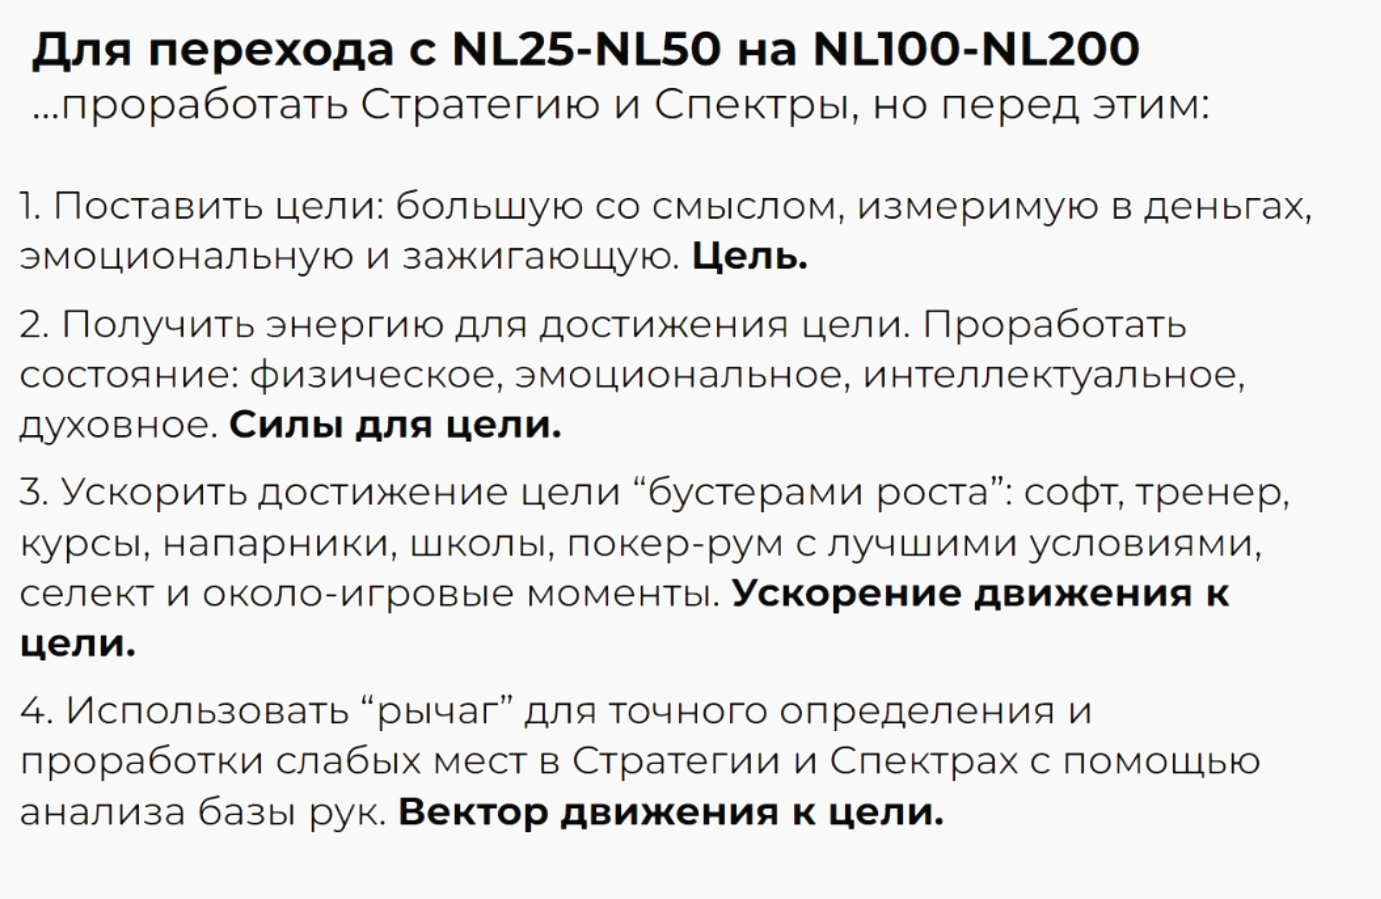 Для перехода с NL25-NL50 на NL100-NL200
...проработать Стратегию и Спектры, но перед этим:
1. Поставить цели: большую со смыслом, измеримую в деньгах,
эмоциональную и зажигающую. Цель.
2. Получить энергию для достижения цели. Проработать
состояние: физическое, эмоциональное, интеллектуальное,
духовное. Силы для цели.
3. Ускорить достижение цели “бустерами роста”: софт, тренер,
курсы, напарники, школы, покер-рум с лучшими условиями,
селект и около-игровые моменты. Ускорение движения к
цели.
4. Использовать “рычаг” для точного определения и
проработки слабых мест в Стратегии и Спектрах с помощью
анализа базы рук. Вектор движения к цели.